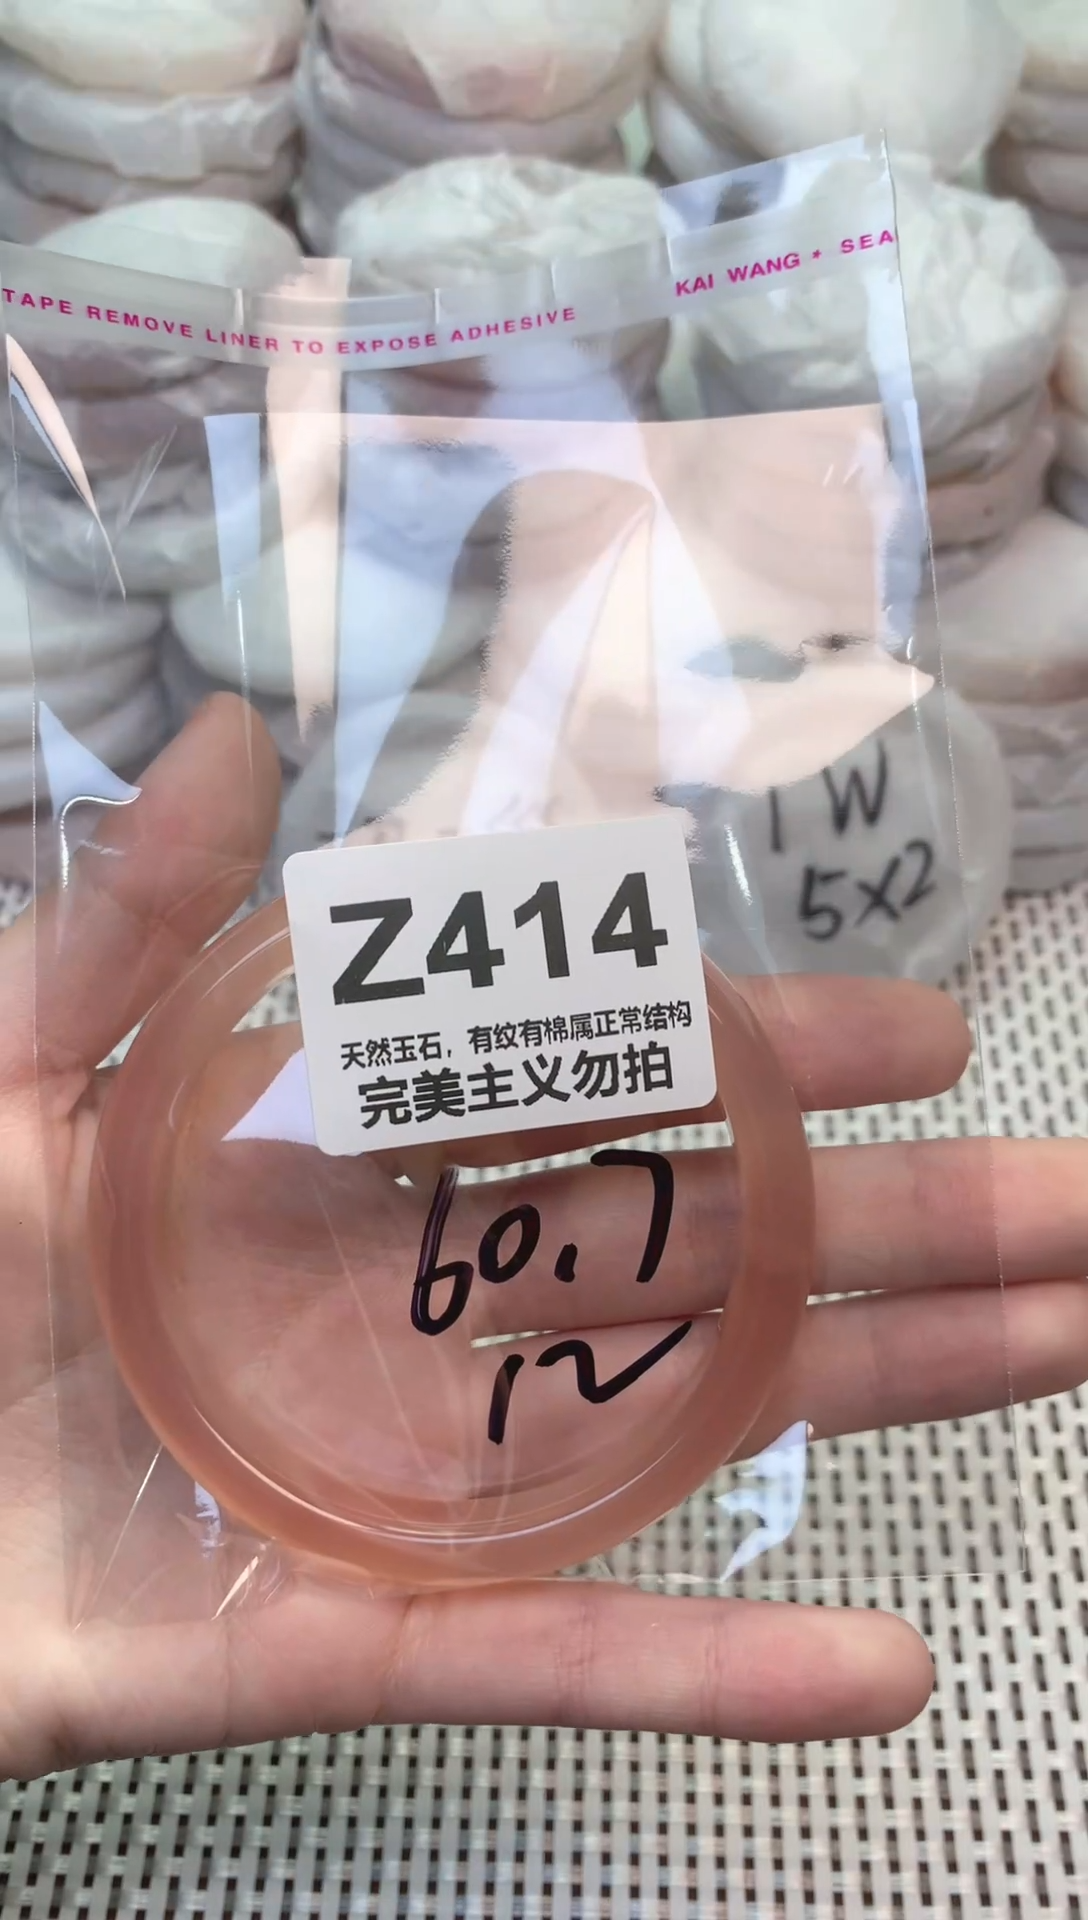 TAPE REMOVE LINER TO EXPOSE ADHESIVE
KAI WANG * SEA
1W
5x2
Z414
天然玉石，有纹有棉属正常结构
完美主义勿拍
60.7
12